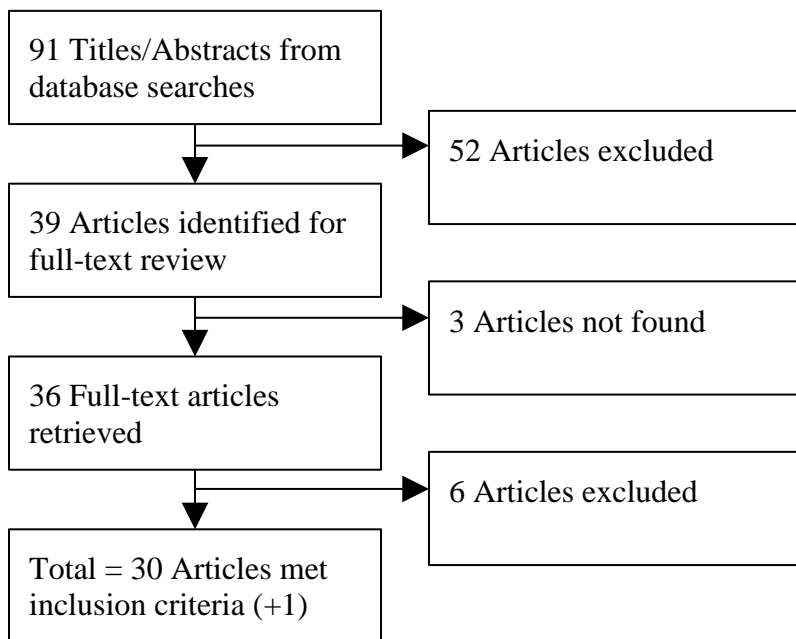 91 Titles/Abstracts from
database searches
52 Articles excluded
39 Articles identified for
full-text review
3 Articles not found
36 Full-text articles
retrieved
6 Articles excluded
Total = 30 Articles met
inclusion criteria (+1)